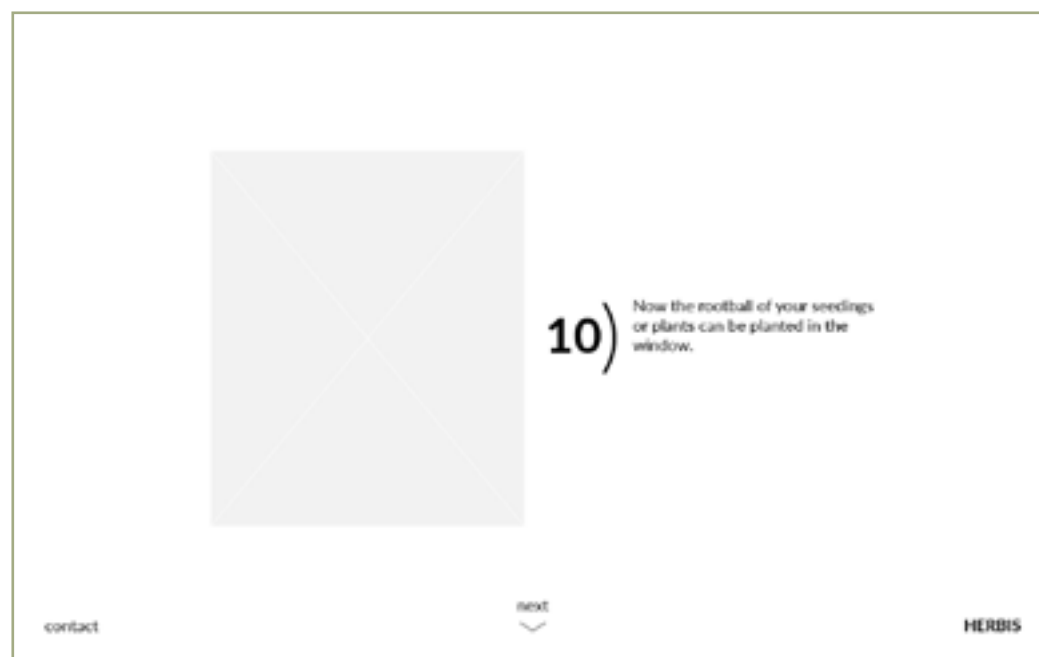 10)
Now the rootball of your seedings
or plants can be planted in the
window.
next
contact
HERBIS